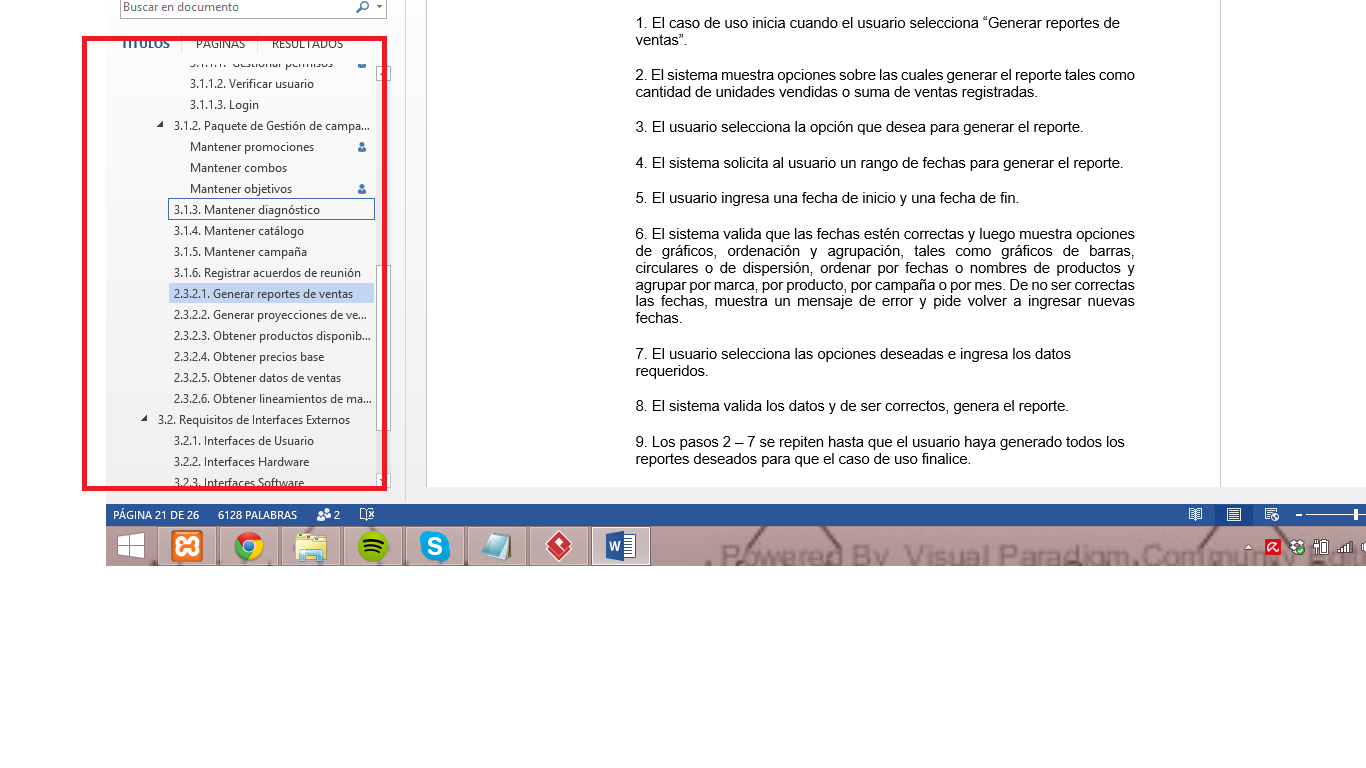 Buscar en documento
TÍTULOS PÁGINAS RESULTADOS
3.1.1.1. Gestionar permisos
3.1.1.2. Verificar usuario
3.1.1.3. Login
3.1.2. Paquete de Gestión de campa...
Mantener promociones
Mantener combos
Mantener objetivos
3.1.3. Mantener diagnóstico
3.1.4. Mantener catálogo
3.1.5. Mantener campaña
3.1.6. Registrar acuerdos de reunión
2.3.2.1. Generar reportes de ventas
2.3.2.2. Generar proyecciones de ve...
2.3.2.3. Obtener productos disponib...
2.3.2.4. Obtener precios base
2.3.2.5. Obtener datos de ventas
2.3.2.6. Obtener lineamientos de ma...
3.2. Requisitos de Interfaces Externos
3.2.1. Interfaces de Usuario
3.2.2. Interfaces Hardware
3.2.3. Interfaces Software
1. El caso de uso inicia cuando el usuario selecciona “Generar reportes de
ventas”.
2. El sistema muestra opciones sobre las cuales generar el reporte tales como
cantidad de unidades vendidas o suma de ventas registradas.
3. El usuario selecciona la opción que desea para generar el reporte.
4. El sistema solicita al usuario un rango de fechas para generar el reporte.
5. El usuario ingresa una fecha de inicio y una fecha de fin.
6. El sistema valida que las fechas estén correctas y luego muestra opciones
de gráficos, ordenación y agrupación, tales como gráficos de barras,
circulares o de dispersión, ordenar por fechas o nombres de productos y
agrupar por marca, por producto, por campaña o por mes. De no ser correctas
las fechas, muestra un mensaje de error y pide volver a ingresar nuevas
fechas.
7. El usuario selecciona las opciones deseadas e ingresa los datos
requeridos.
8. El sistema valida los datos y de ser correctos, genera el reporte.
9. Los pasos 2 – 7 se repiten hasta que el usuario haya generado todos los
reportes deseados para que el caso de uso finalice.
PÁGINA 21 DE 26 6128 PALABRAS 2
Powered By Visual Paradigm Community